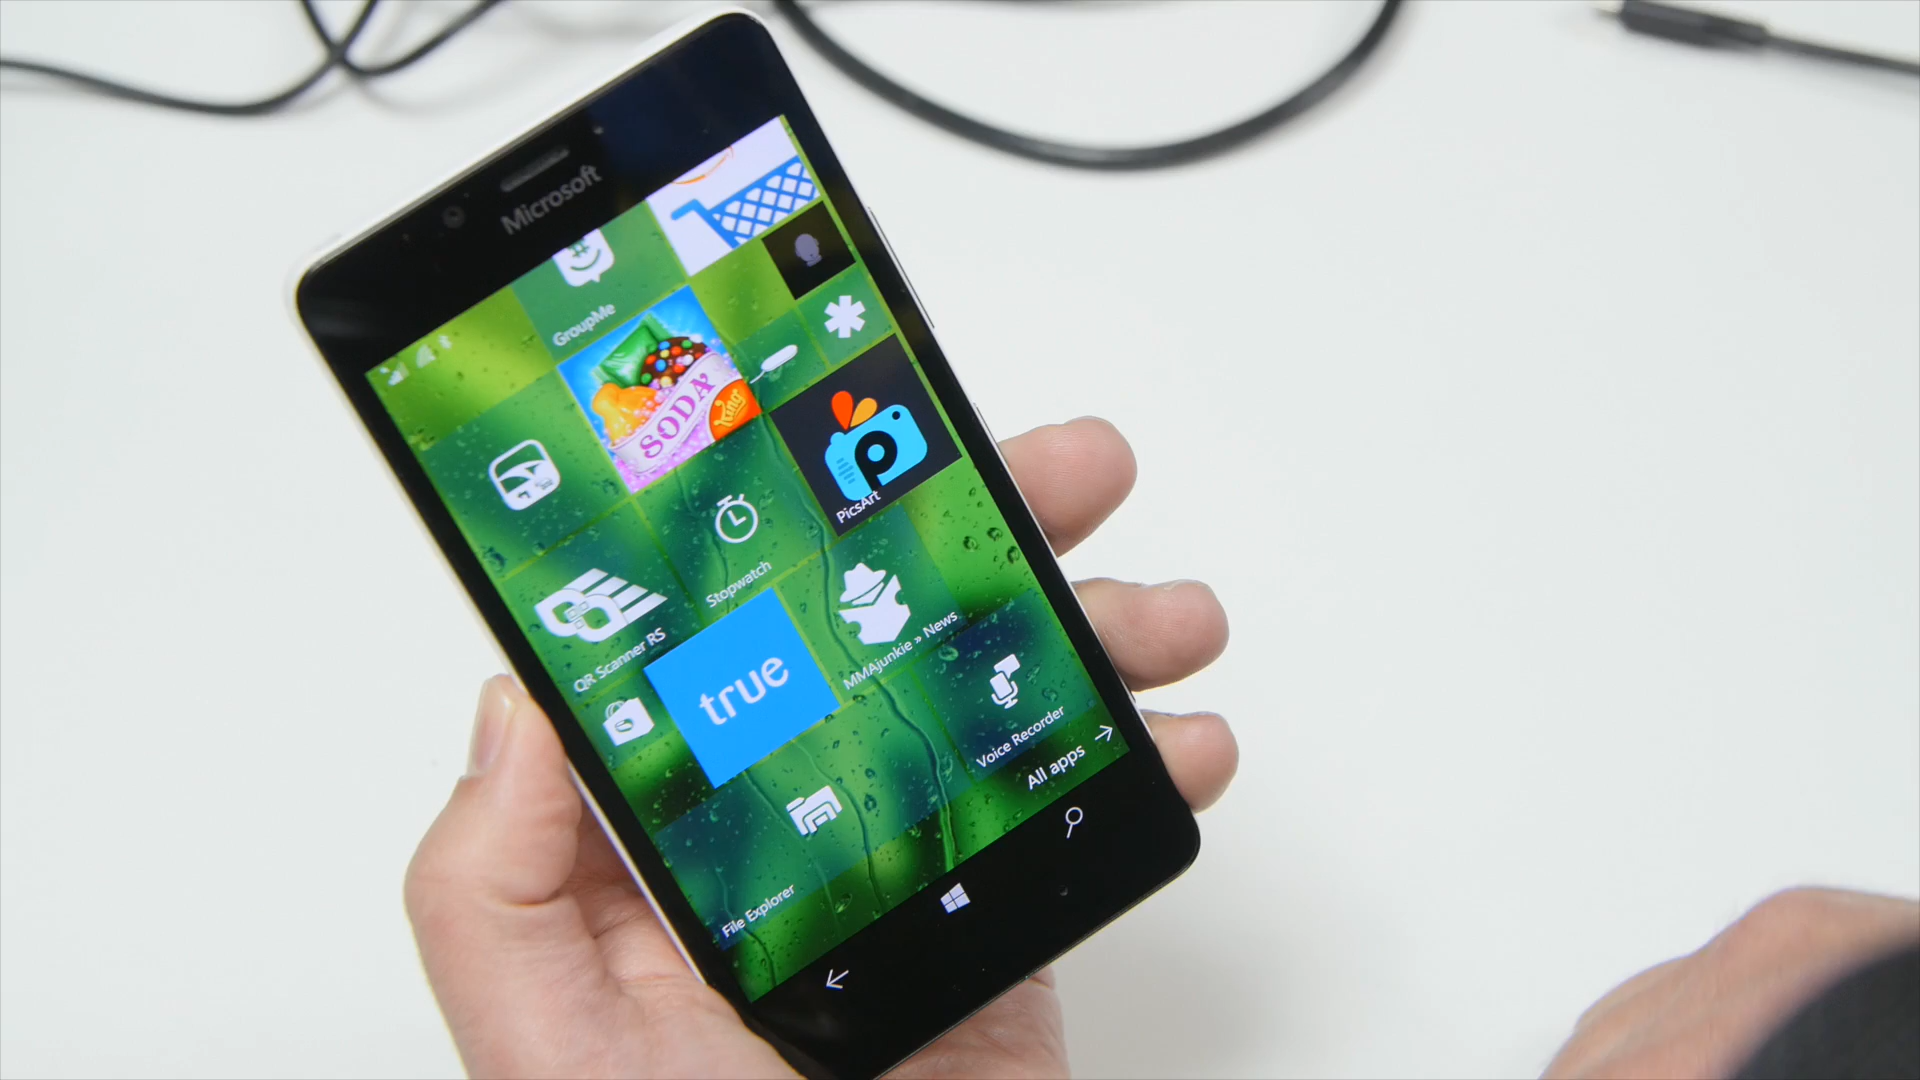 Microsoft
GroupMe
SODA
King
PicsArt
Stopwatch
QR Scanner RS
true
MMAjunkie » News
Voice Recorder
All apps
File Explorer